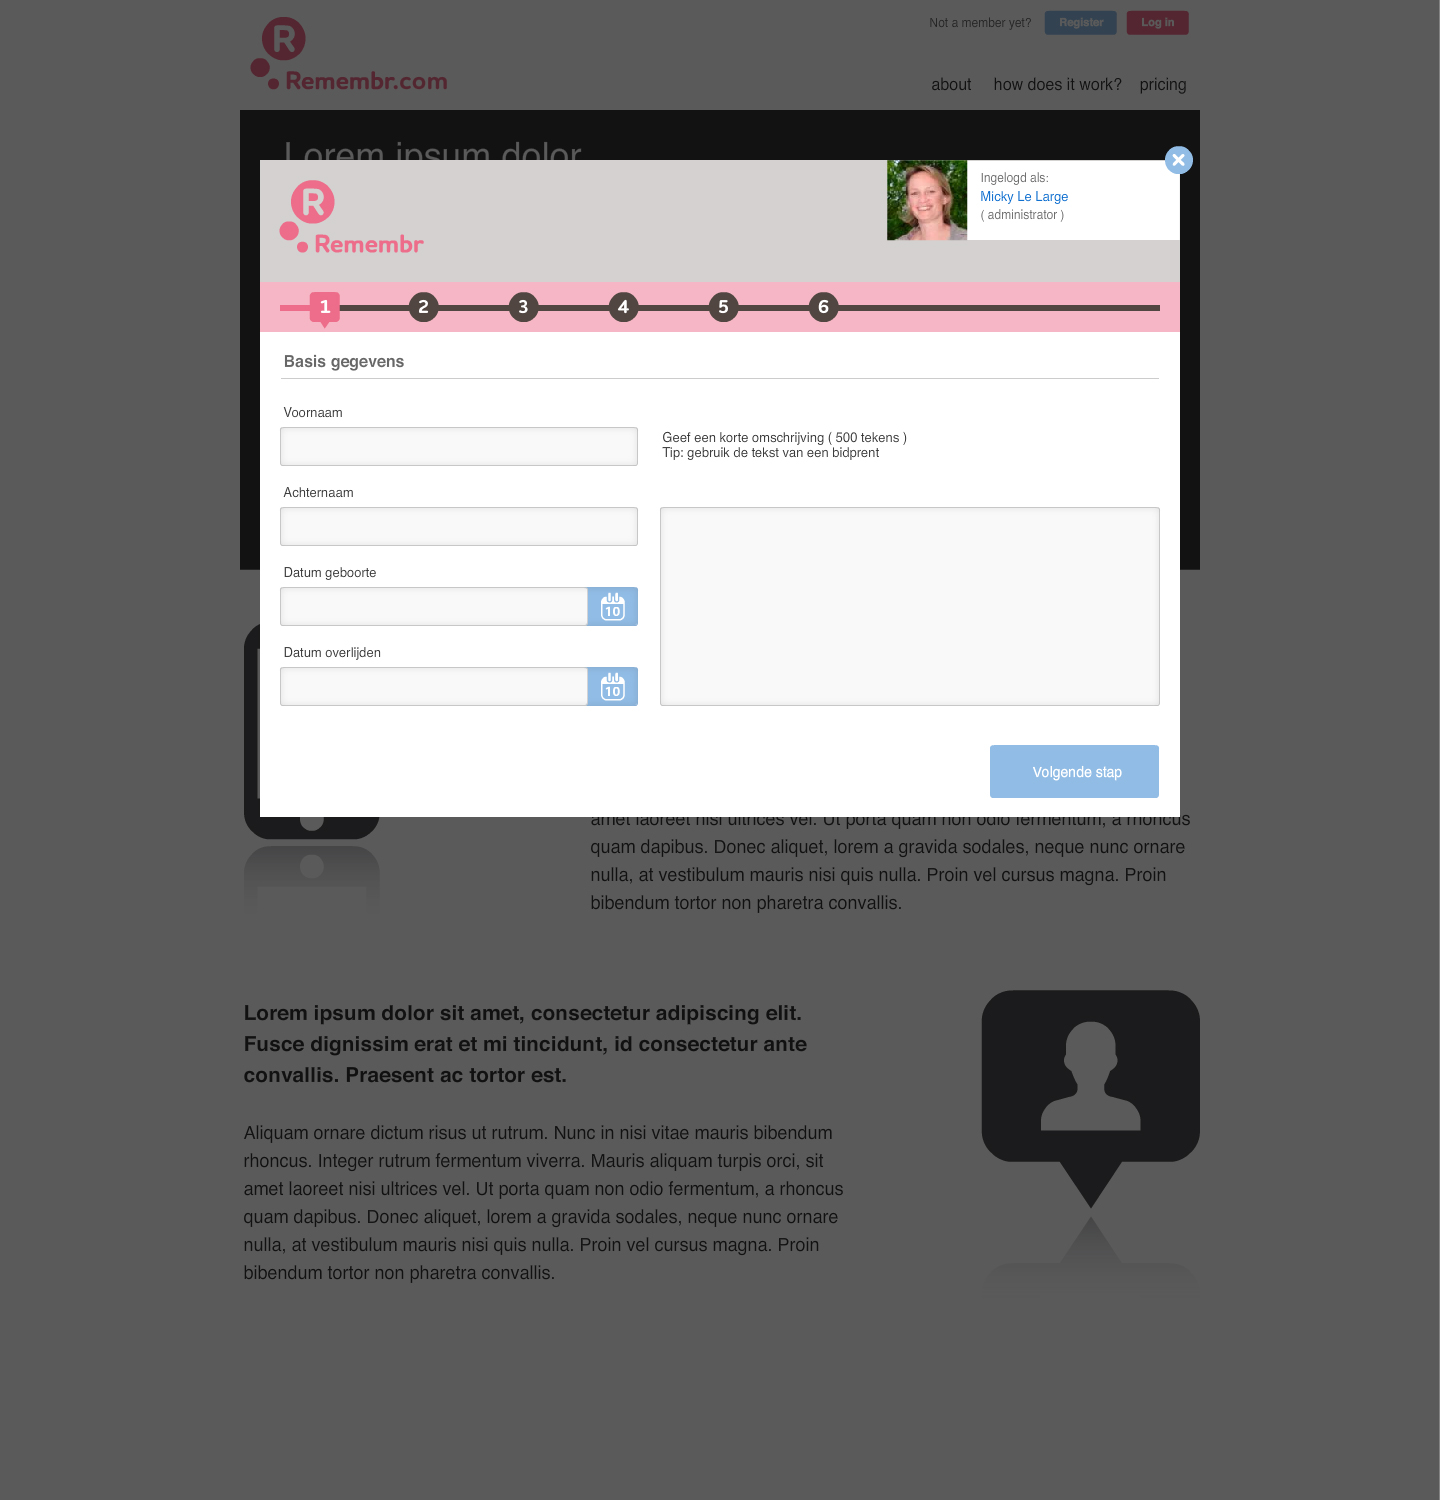 R
Remembr.com
Not a member yet?
Register
Log in
about
how does it work?
pricing
Lorem ipsum dolor
R
Remembr
Ingelogd als:
Micky Le Large
( administrator )
1 2 3 4 5 6
Basis gegevens
Voornaam
Geef een korte omschrijving ( 500 tekens )
Tip: gebruik de tekst van een bidprent
Achternaam
Datum geboorte
10
Datum overlijden
10
Volgende stap
amet laoreet nisi ultrices vel. Ut porta quam non odio fermentum, a rhoncus
quam dapibus. Donec aliquet, lorem a gravida sodales, neque nunc ornare
nulla, at vestibulum mauris nisi quis nulla. Proin vel cursus magna. Proin
bibendum tortor non pharetra convallis.
Lorem ipsum dolor sit amet, consectetur adipiscing elit.
Fusce dignissim erat et mi tincidunt, id consectetur ante
convallis. Praesent ac tortor est.
Aliquam ornare dictum risus ut rutrum. Nunc in nisi vitae mauris bibendum
rhoncus. Integer rutrum fermentum viverra. Mauris aliquam turpis orci, sit
amet laoreet nisi ultrices vel. Ut porta quam non odio fermentum, a rhoncus
quam dapibus. Donec aliquet, lorem a gravida sodales, neque nunc ornare
nulla, at vestibulum mauris nisi quis nulla. Proin vel cursus magna. Proin
bibendum tortor non pharetra convallis.